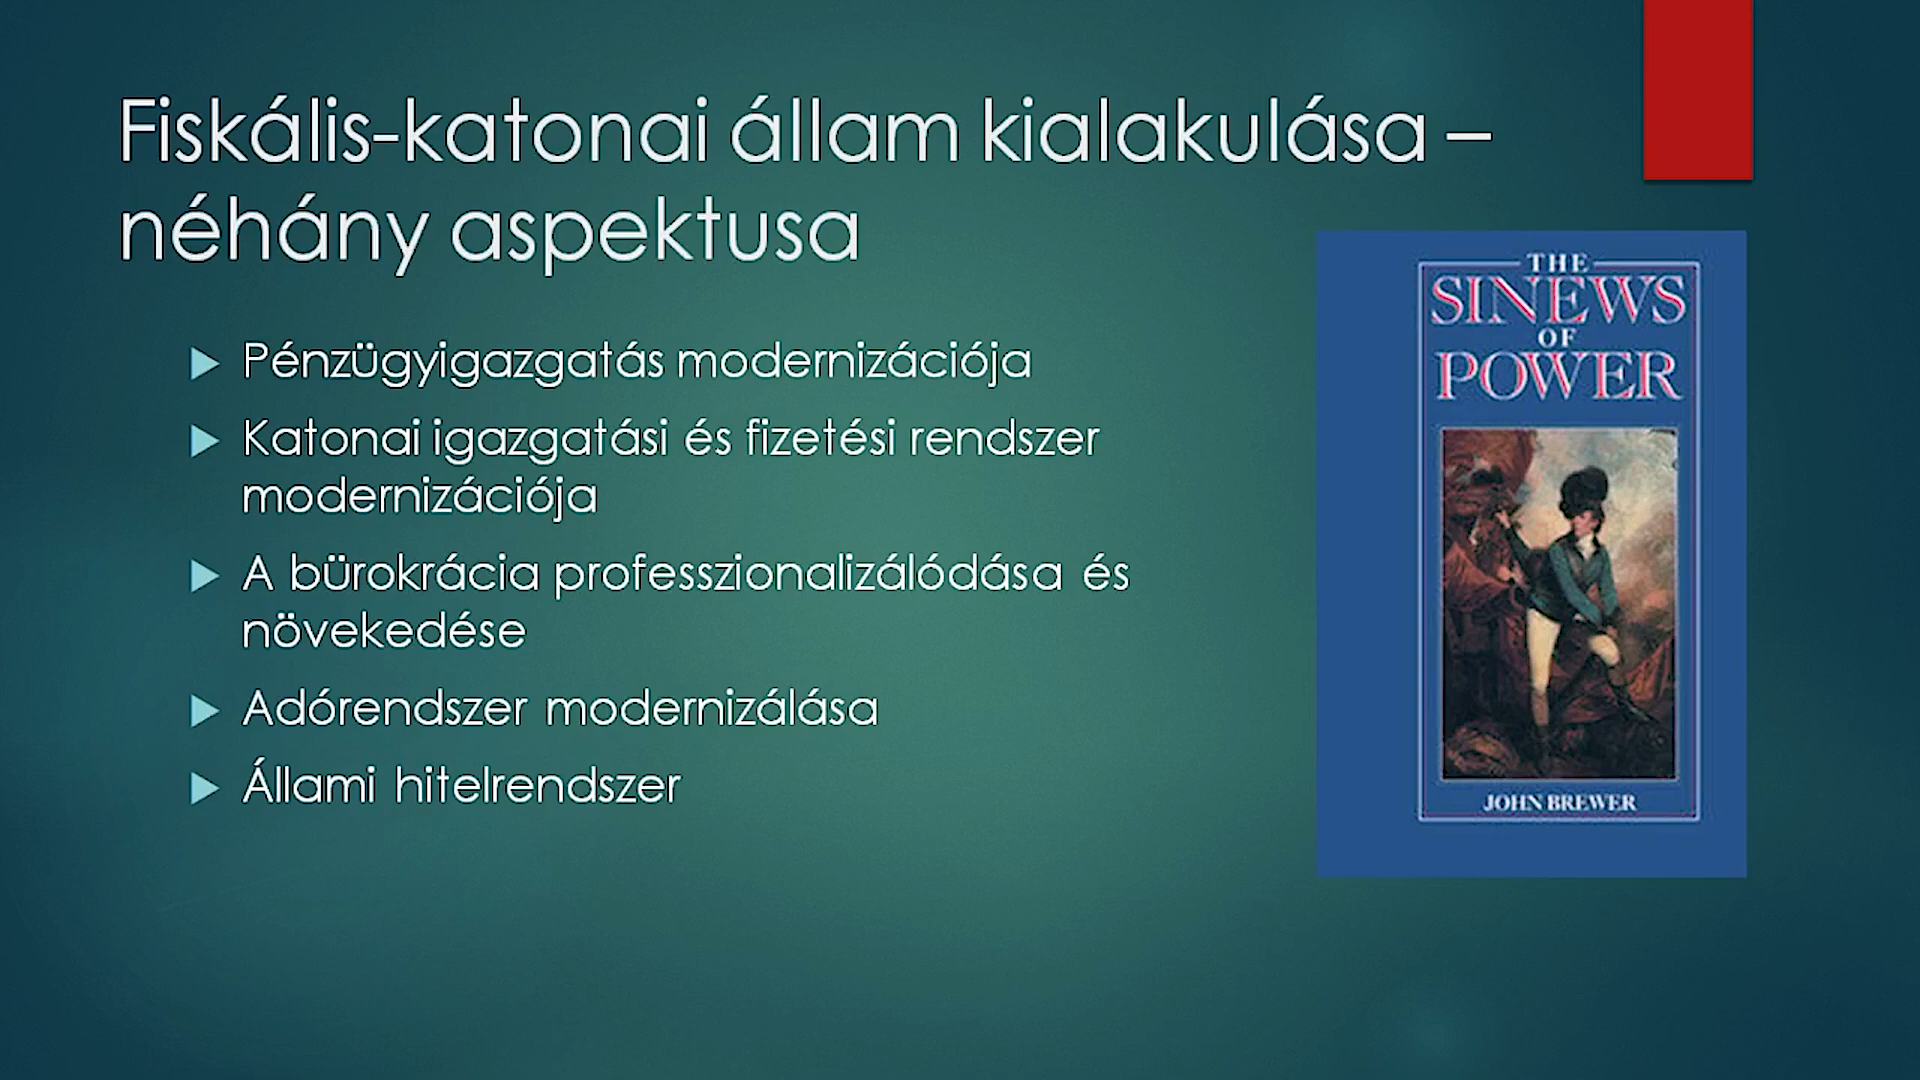 Fiskális-katonai állam kialakulása –
néhány aspektusa
Pénzügyigazgatás modernizációja
Katonai igazgatási és fizetési rendszer
modernizációja
A bürokrácia professzionalizálódása és
növekedése
Adórendszer modernizálása
Állami hitelrendszer
THE
SINEWS
OF
POWER
JOHN BREWER